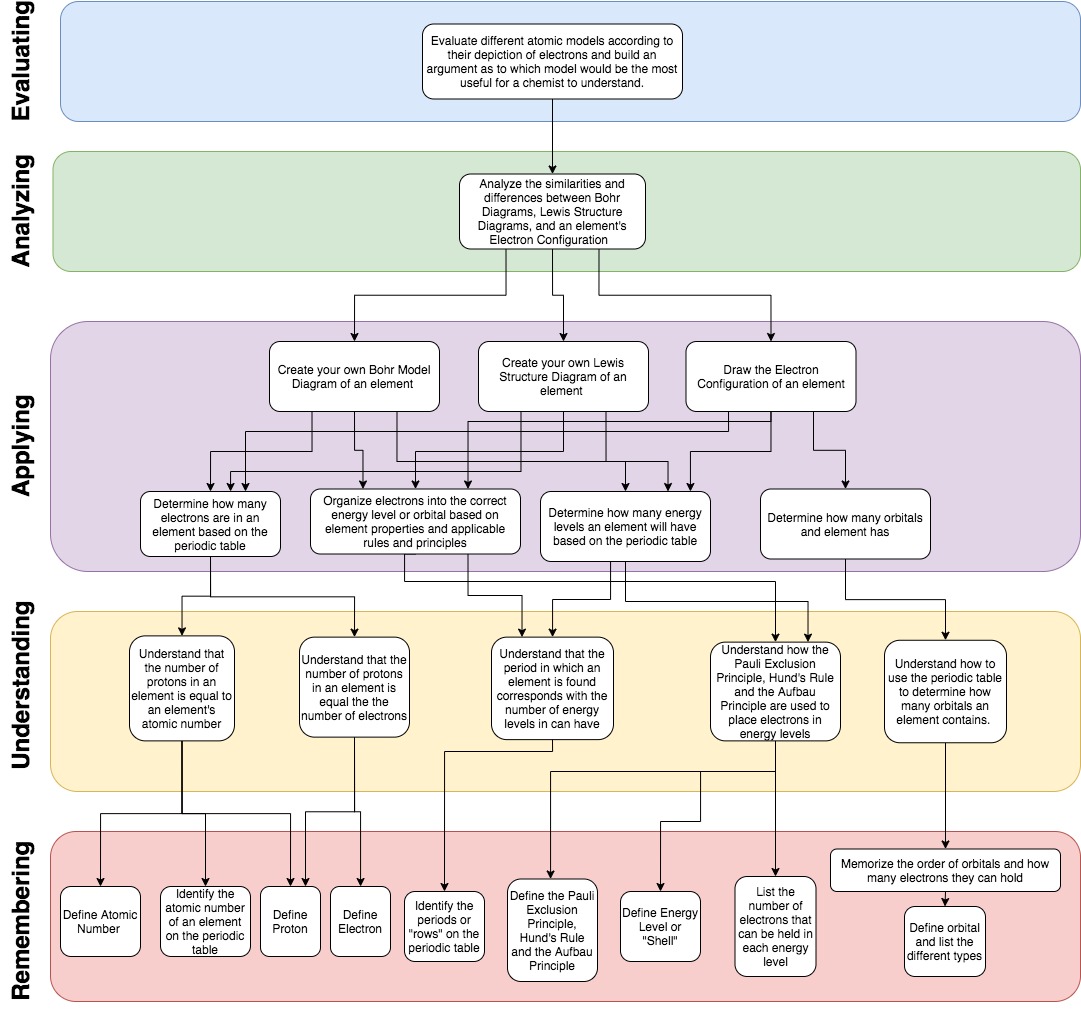 Evaluating
Evaluate different atomic models according to
their depiction of electrons and build an
argument as to which model would be the most
useful for a chemist to understand.
Analyzing
Analyze the similarities and
differences between Bohr
Diagrams, Lewis Structure
Diagrams, and an element's
Electron Configuration
Applying
Create your own Bohr Model
Diagram of an element
Create your own Lewis
Structure Diagram of an
element
Draw the Electron
Configuration of an element
Determine how many
electrons are in an
element based on the
periodic table
Organize electrons into the correct
energy level or orbital based on
element properties and applicable
rules and principles
Determine how many energy
levels an element will have
based on the periodic table
Determine how many orbitals
and element has
Understanding
Understand that
the number of
protons in an
element is equal to
an element's
atomic number
Understand that the
number of protons
in an element is
equal the the
number of electrons
Understand that the
period in which an
element is found
corresponds with the
number of energy
levels in can have
Understand how the
Pauli Exclusion
Principle, Hund's Rule
and the Aufbau
Principle are used to
place electrons in
energy levels
Understand how to
use the periodic table
to determine how
many orbitals an
element contains.
Remembering
Define Atomic
Number
Identify the
atomic number
of an element
on the periodic
table
Define
Proton
Define
Electron
Identify the
periods or
"rows" on the
periodic table
Define the Pauli
Exclusion
Principle,
Hund's Rule
and the Aufbau
Principle
Define Energy
Level or
"Shell"
List the
number of
electrons that
can be held in
each energy
level
Memorize the order of orbitals and how
many electrons they can hold
Define orbital
and list the
different types